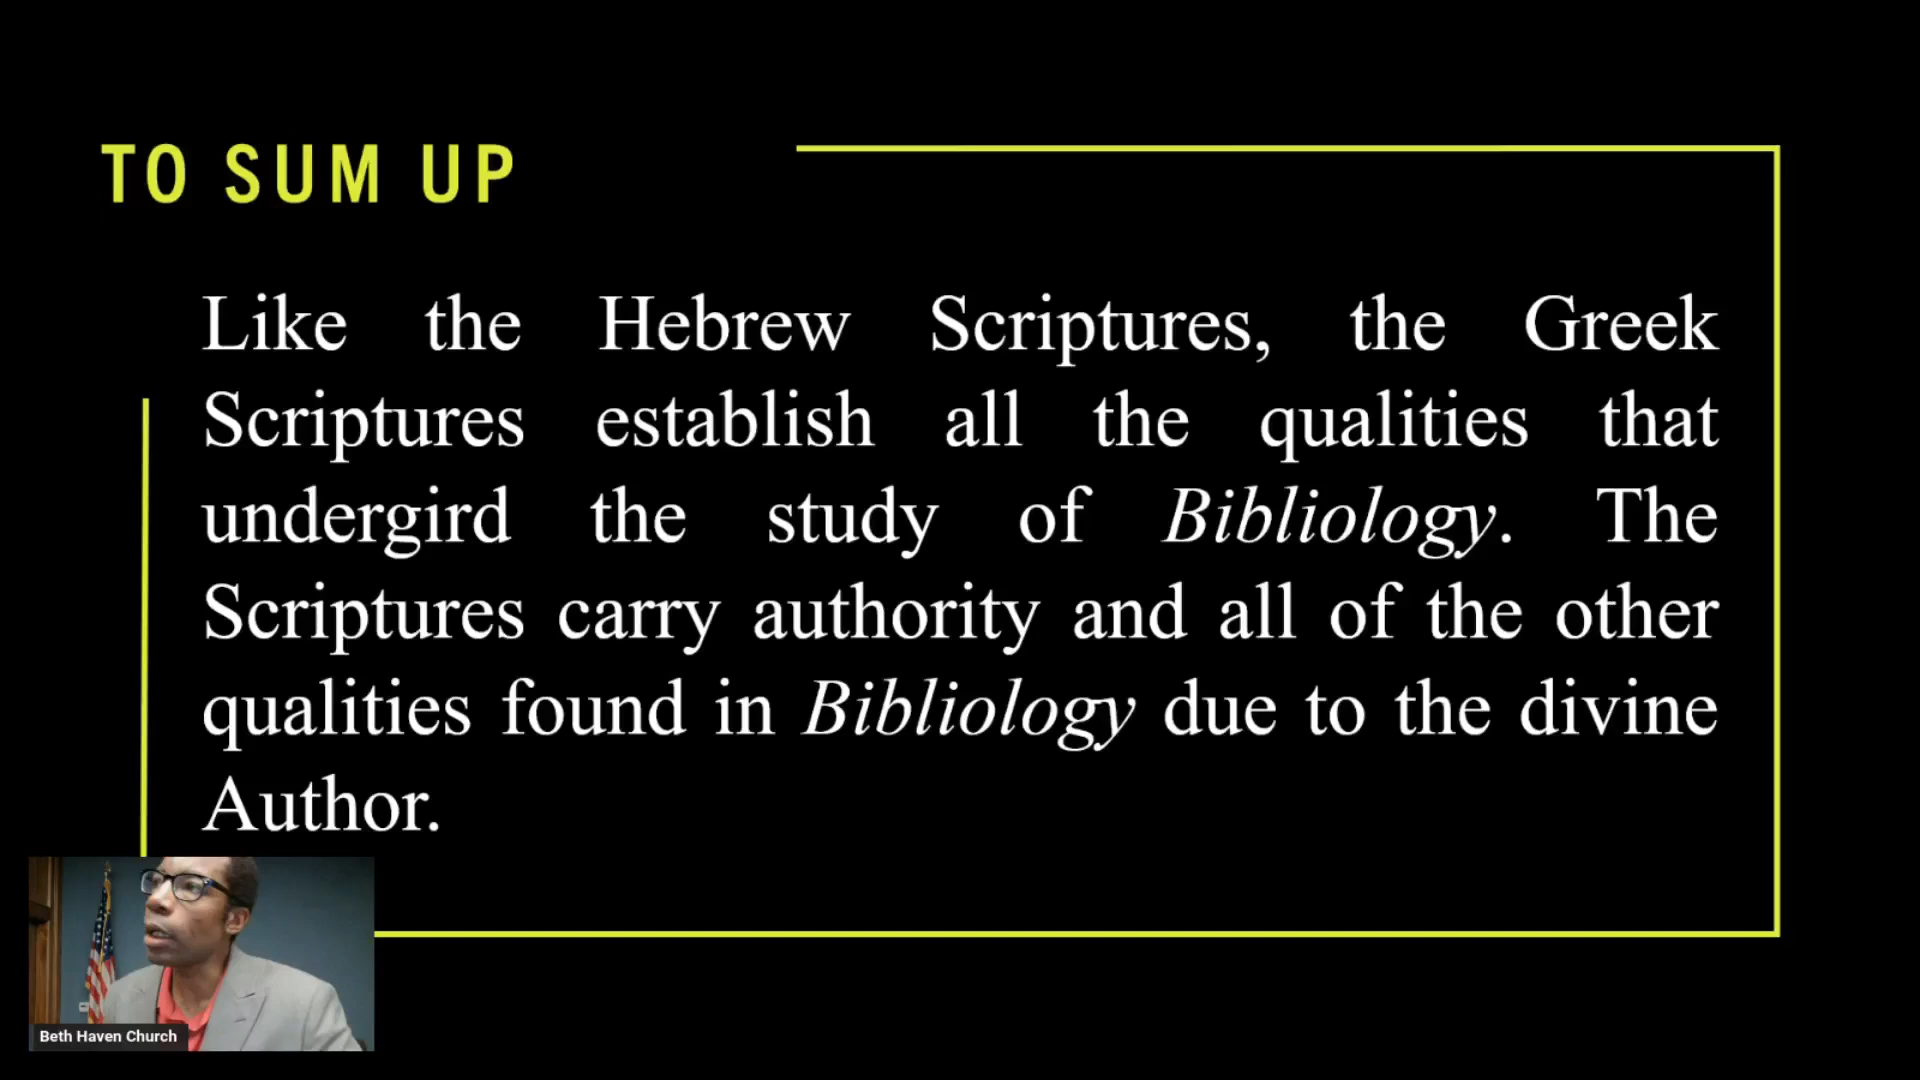 TO SUM UP
Like the Hebrew Scriptures, the Greek
Scriptures establish all the qualities that
undergird the study of Bibliology. The
Scriptures carry authority and all of the other
qualities found in Bibliology due to the divine
Author.
Beth Haven Church